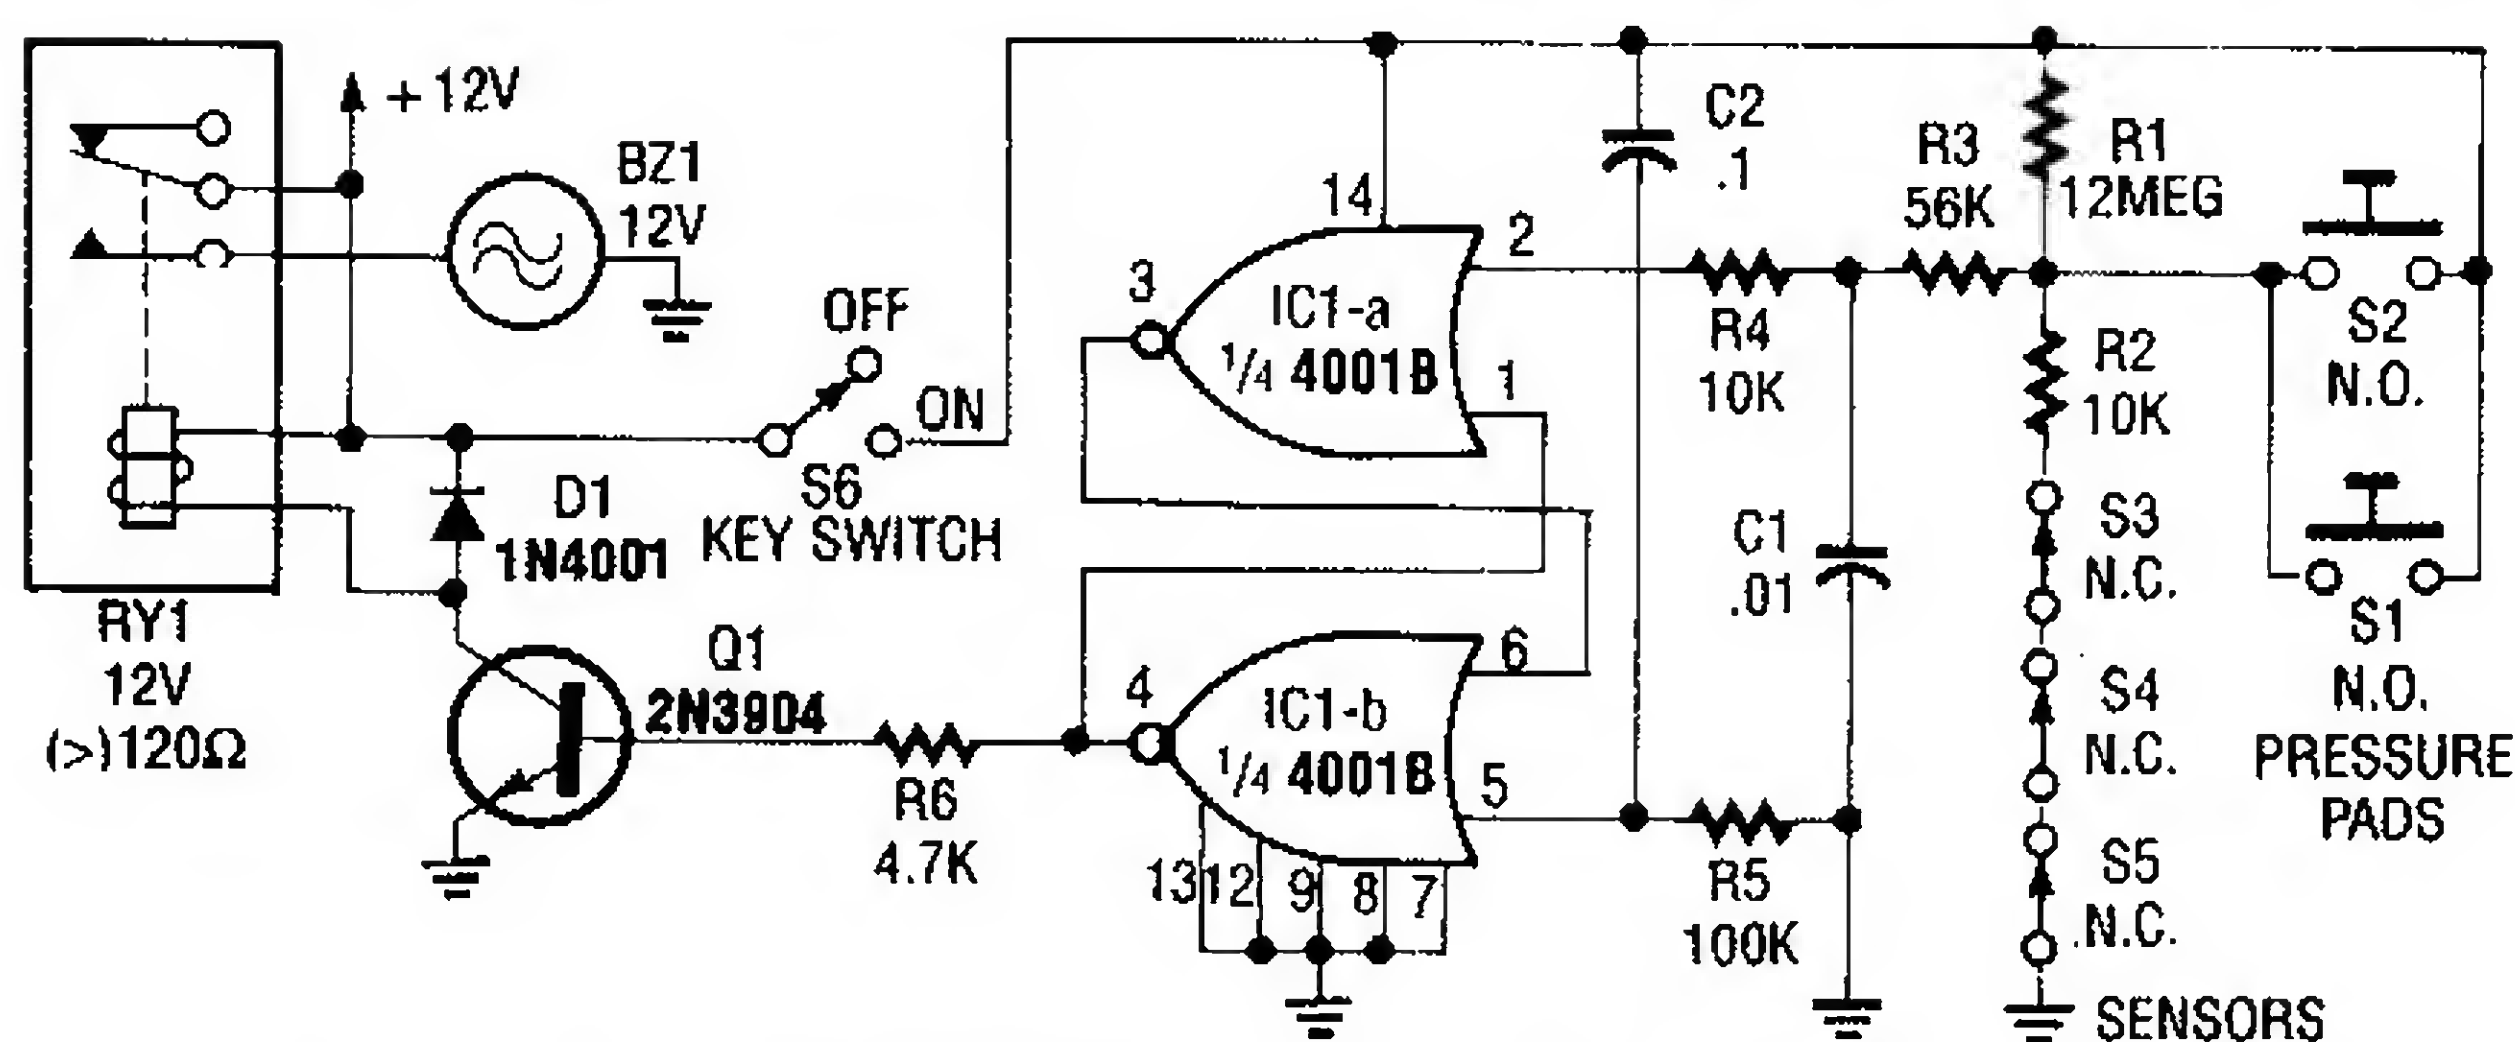 +12V
BZ1
12V
RY1
12V
(>)120Ω
D1
1N4001
OFF
ON
S6
KEY SWITCH
Q1
2N3904
R6
4.7K
14
2
3
1
IC1-a
1/4 4001B
4
6
5
IC1-b
1/4 4001B
13
12
9
8
7
C2
.1
R4
10K
R3
56K
R1
12MEG
C1
.01
R5
100K
R2
10K
S3
N.C.
S4
N.C.
S5
N.C.
SENSORS
S2
N.O.
S1
N.O.
PRESSURE
PADS